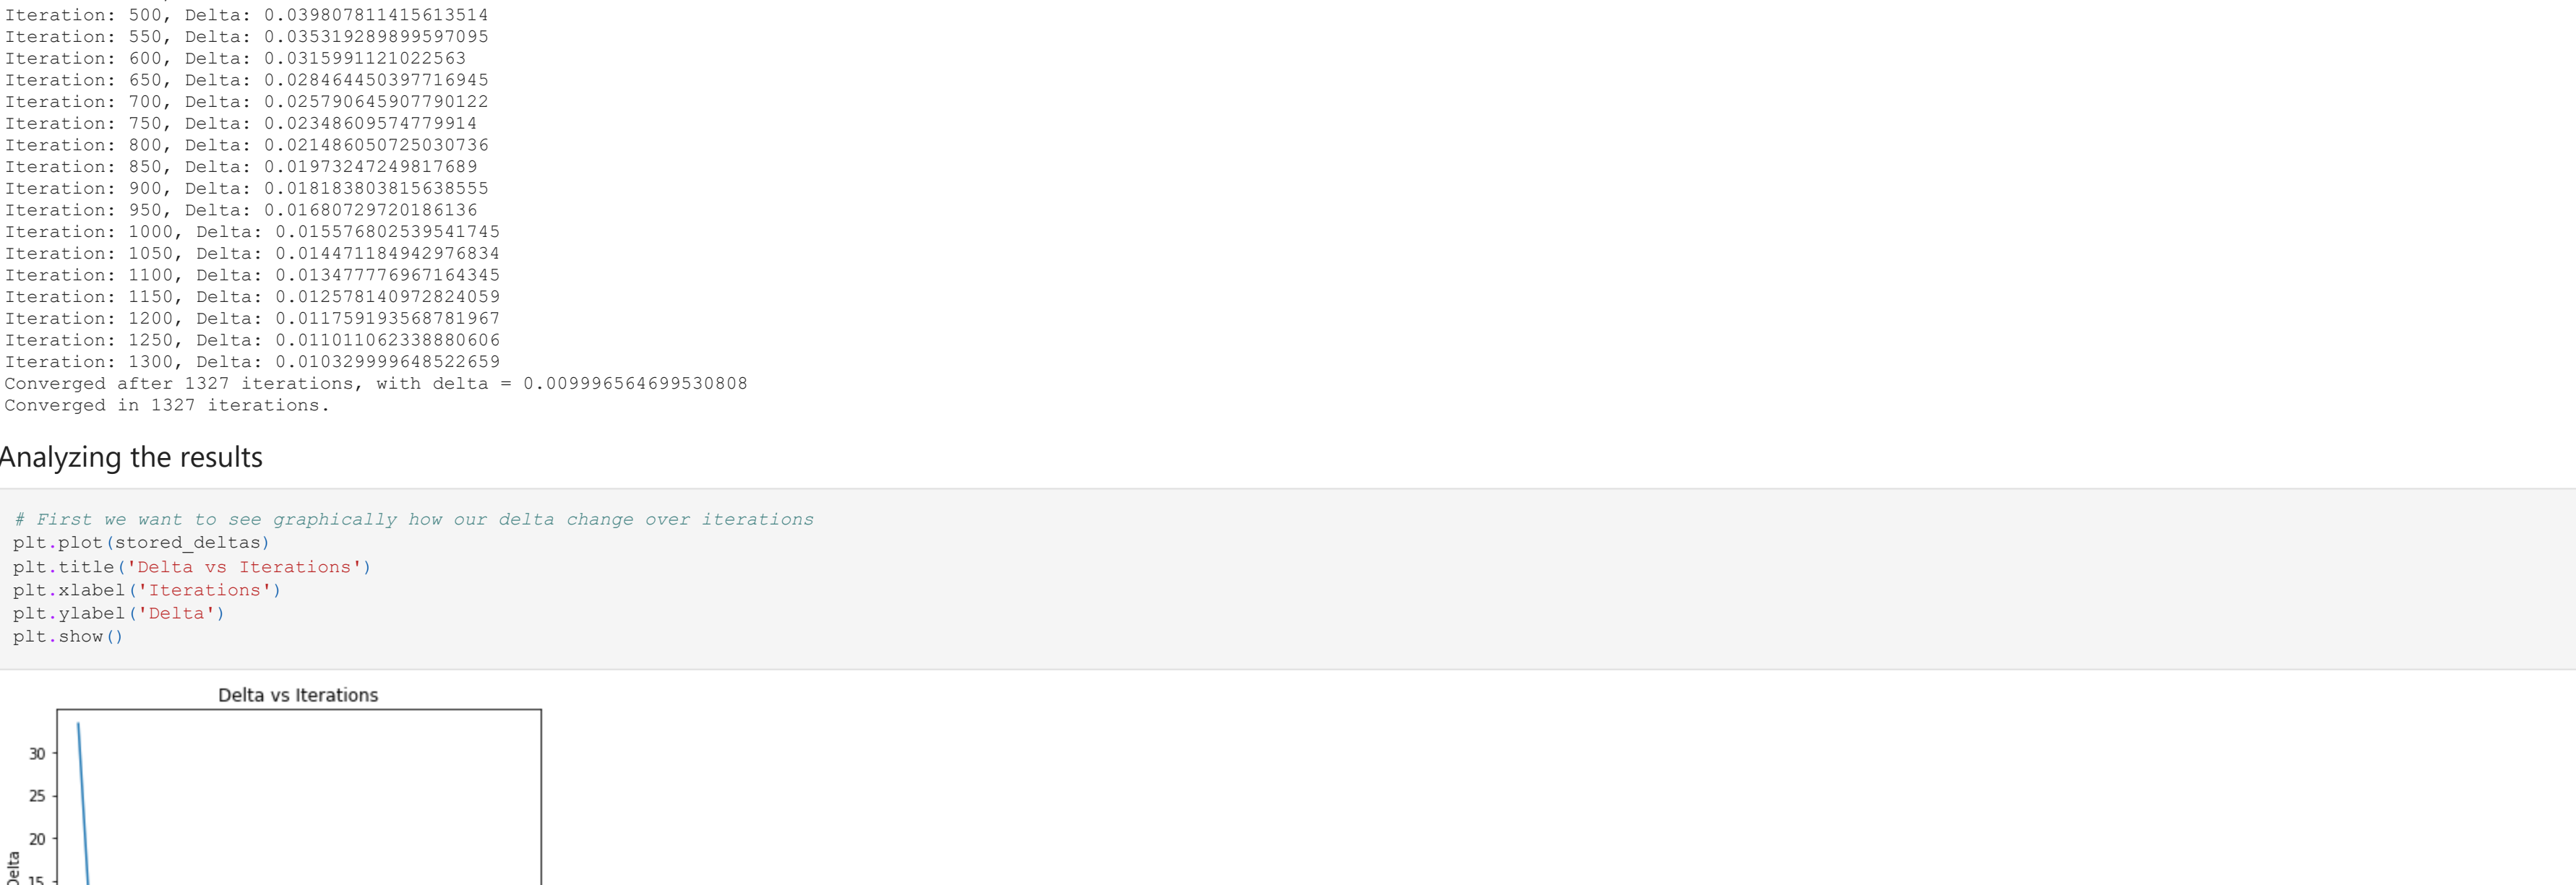 Iteration: 500, Delta: 0.039807811415613514
Iteration: 550, Delta: 0.035319289899597095
Iteration: 600, Delta: 0.0315991121022563
Iteration: 650, Delta: 0.028464450397716945
Iteration: 700, Delta: 0.025790645907790122
Iteration: 750, Delta: 0.02348609574779914
Iteration: 800, Delta: 0.021486050725030736
Iteration: 850, Delta: 0.01973247249817689
Iteration: 900, Delta: 0.018183803815638555
Iteration: 950, Delta: 0.01680729720186136
Iteration: 1000, Delta: 0.015576802539541745
Iteration: 1050, Delta: 0.014471184942976834
Iteration: 1100, Delta: 0.013477776967164345
Iteration: 1150, Delta: 0.012578140972824059
Iteration: 1200, Delta: 0.011759193568781967
Iteration: 1250, Delta: 0.011011062338880606
Iteration: 1300, Delta: 0.010329999648522659
Converged after 1327 iterations, with delta = 0.009996564699530808
Converged in 1327 iterations.
Analyzing the results
# First we want to see graphically how our delta change over iterations
plt.plot(stored_deltas)
plt.title('Delta vs Iterations')
plt.xlabel('Iterations')
plt.ylabel('Delta')
plt.show()
Delta vs Iterations
30
25
20
15
Delta